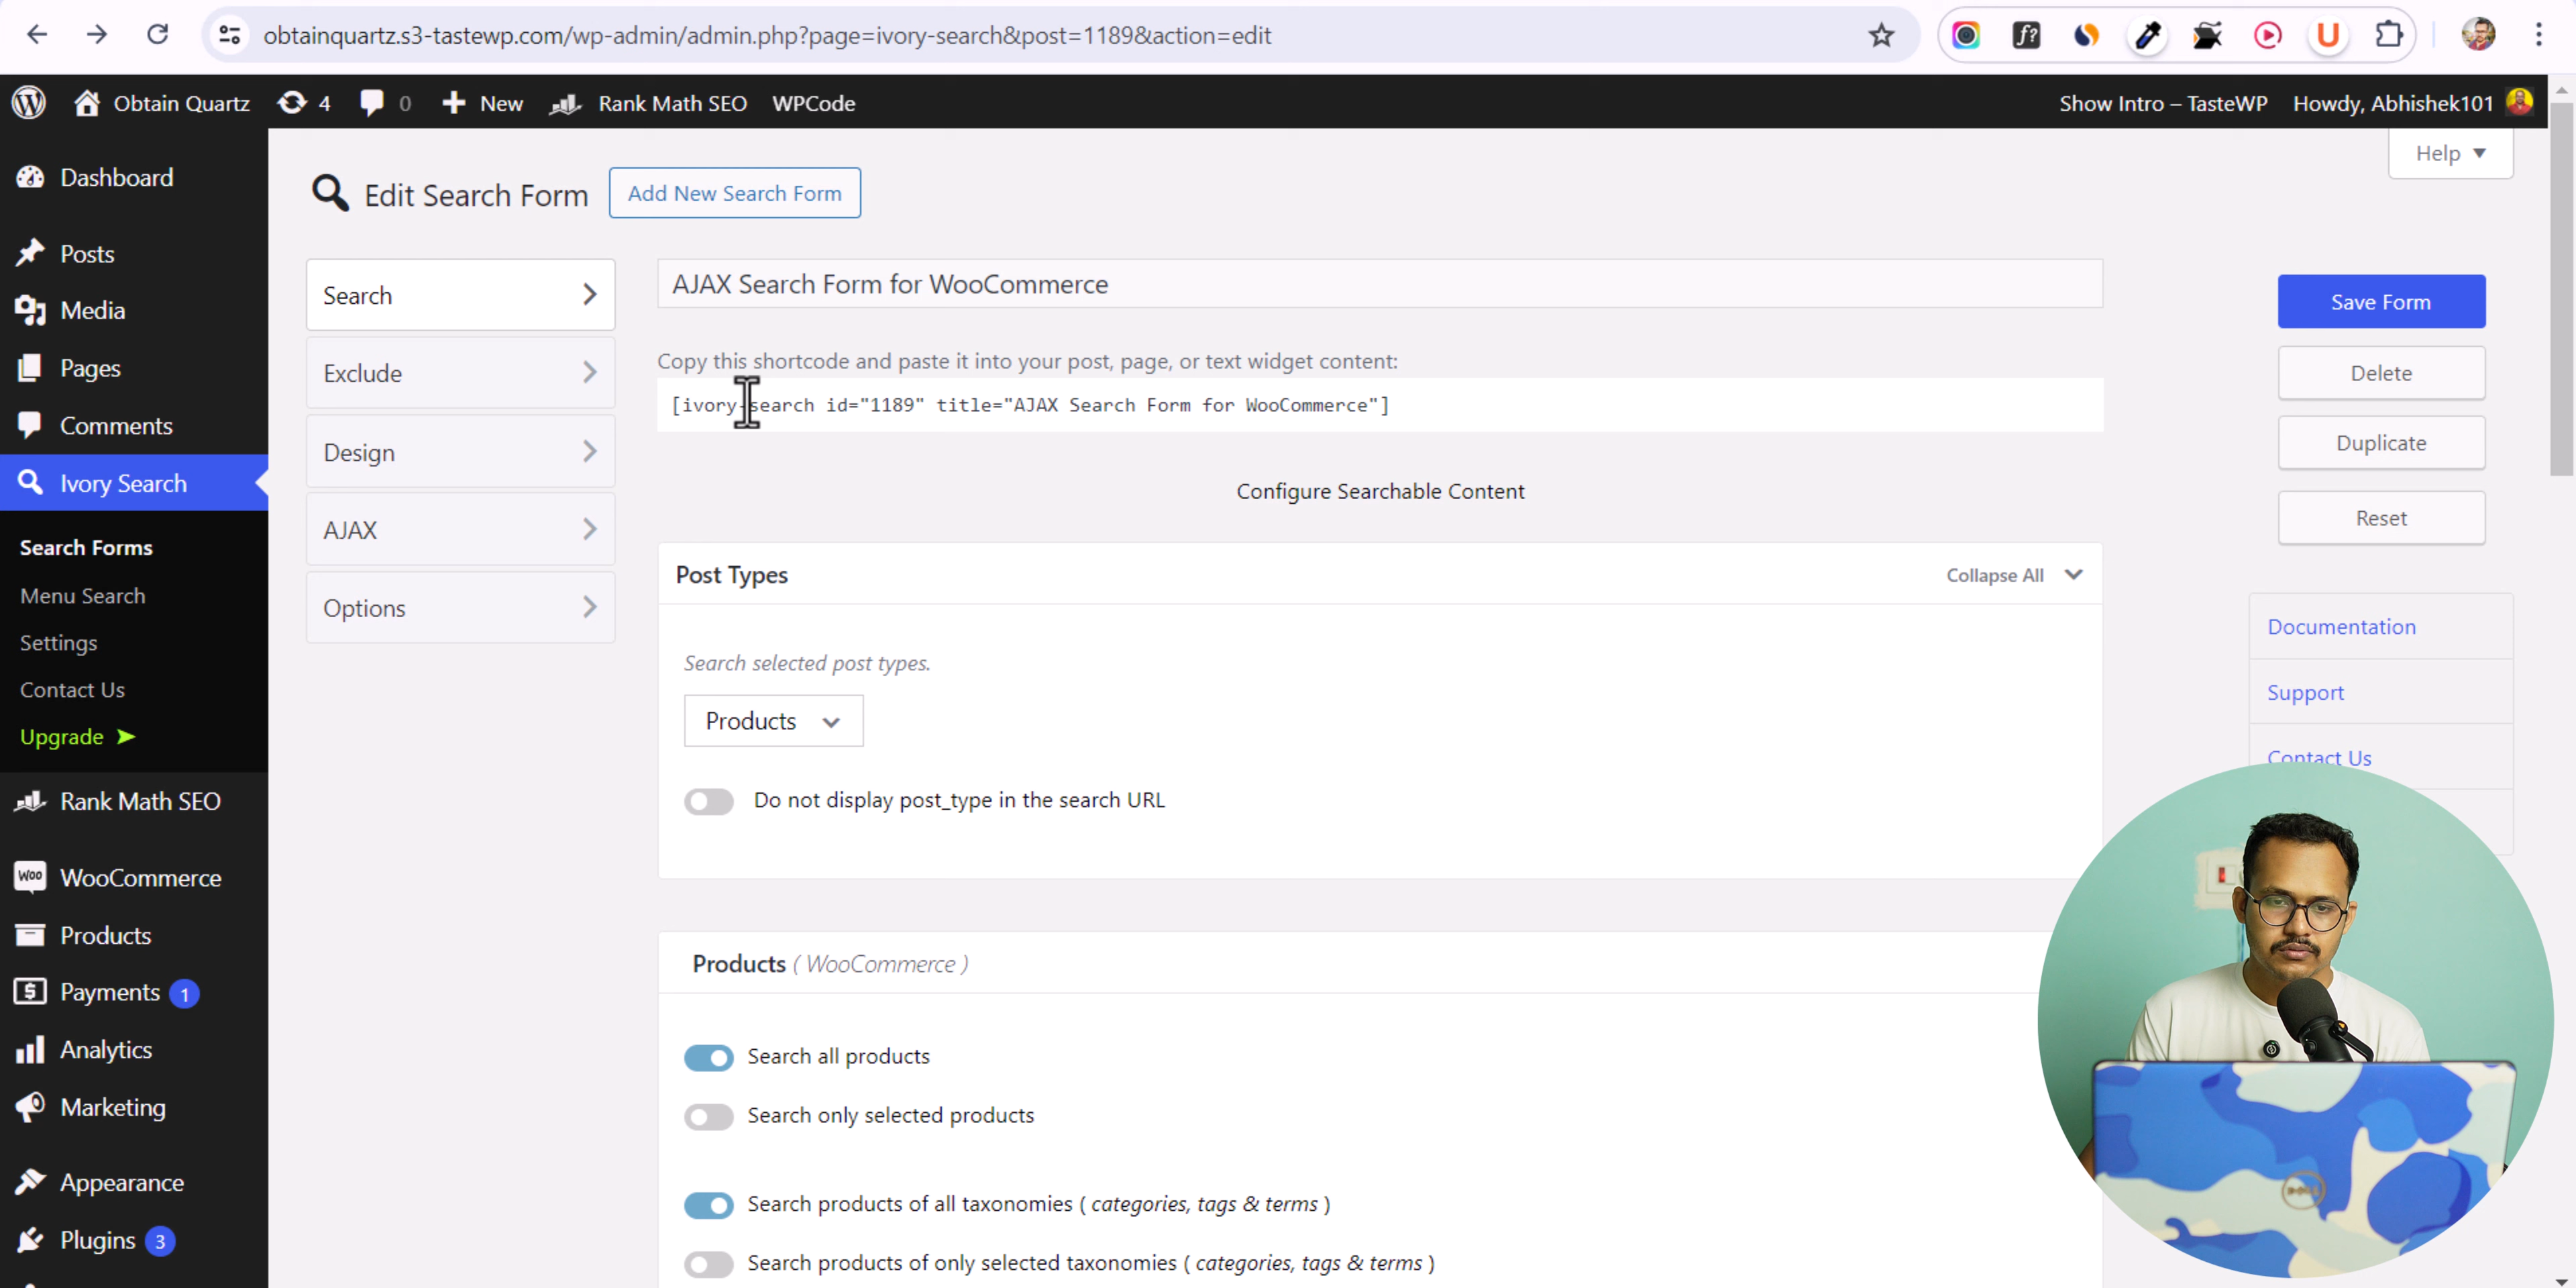 obtainquartz.s3-tastewp.com/wp-admin/admin.php?page=ivory-search&post=1189&action=edit
Obtain Quartz 4 0 New Rank Math SEO WPCode Show Intro – TasteWP Howdy, Abhishek101
Help
Dashboard
Posts
Media
Pages
Comments
Ivory Search
Search Forms
Menu Search
Settings
Contact Us
Upgrade
Rank Math SEO
WooCommerce
Products
Payments 1
Analytics
Marketing
Appearance
Plugins 3
Edit Search Form Add New Search Form
Search
Exclude
Design
AJAX
Options
AJAX Search Form for WooCommerce
Copy this shortcode and paste it into your post, page, or text widget content:
[ivory-search id="1189" title="AJAX Search Form for WooCommerce"]
Configure Searchable Content
Post Types Collapse All
Search selected post types.
Products
Do not display post_type in the search URL
Products ( WooCommerce )
Search all products
Search only selected products
Search products of all taxonomies ( categories, tags & terms )
Search products of only selected taxonomies ( categories, tags & terms )
Save Form
Delete
Duplicate
Reset
Documentation
Support
Contact Us
DELL